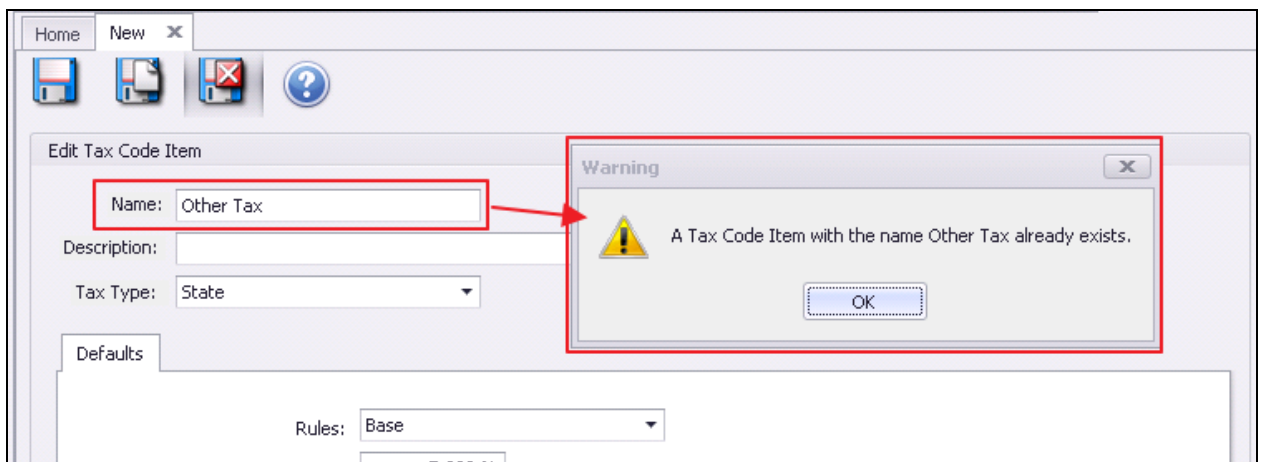 Home New
Edit Tax Code Item
Warning
Name: Other Tax
A Tax Code Item with the name Other Tax already exists.
Description:
Tax Type: State
OK
Defaults
Rules: Base